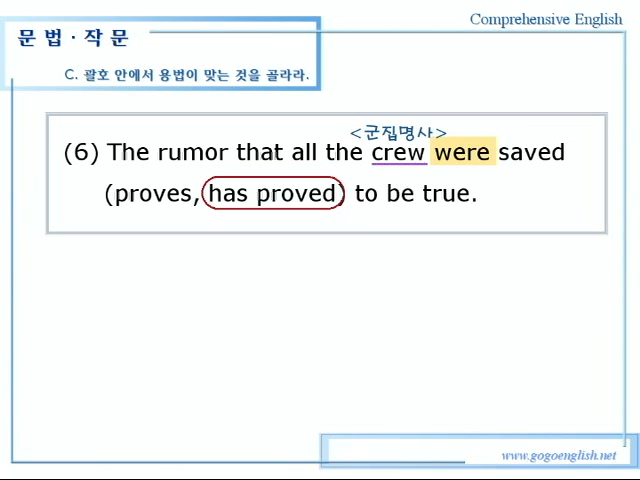 Comprehensive English
문법·작문
C. 괄호 안에서 용법이 맞는 것을 골라라.
<군집명사>
(6) The rumor that all the crew were saved
(proves, has proved) to be true.
www.gogoenglish.net